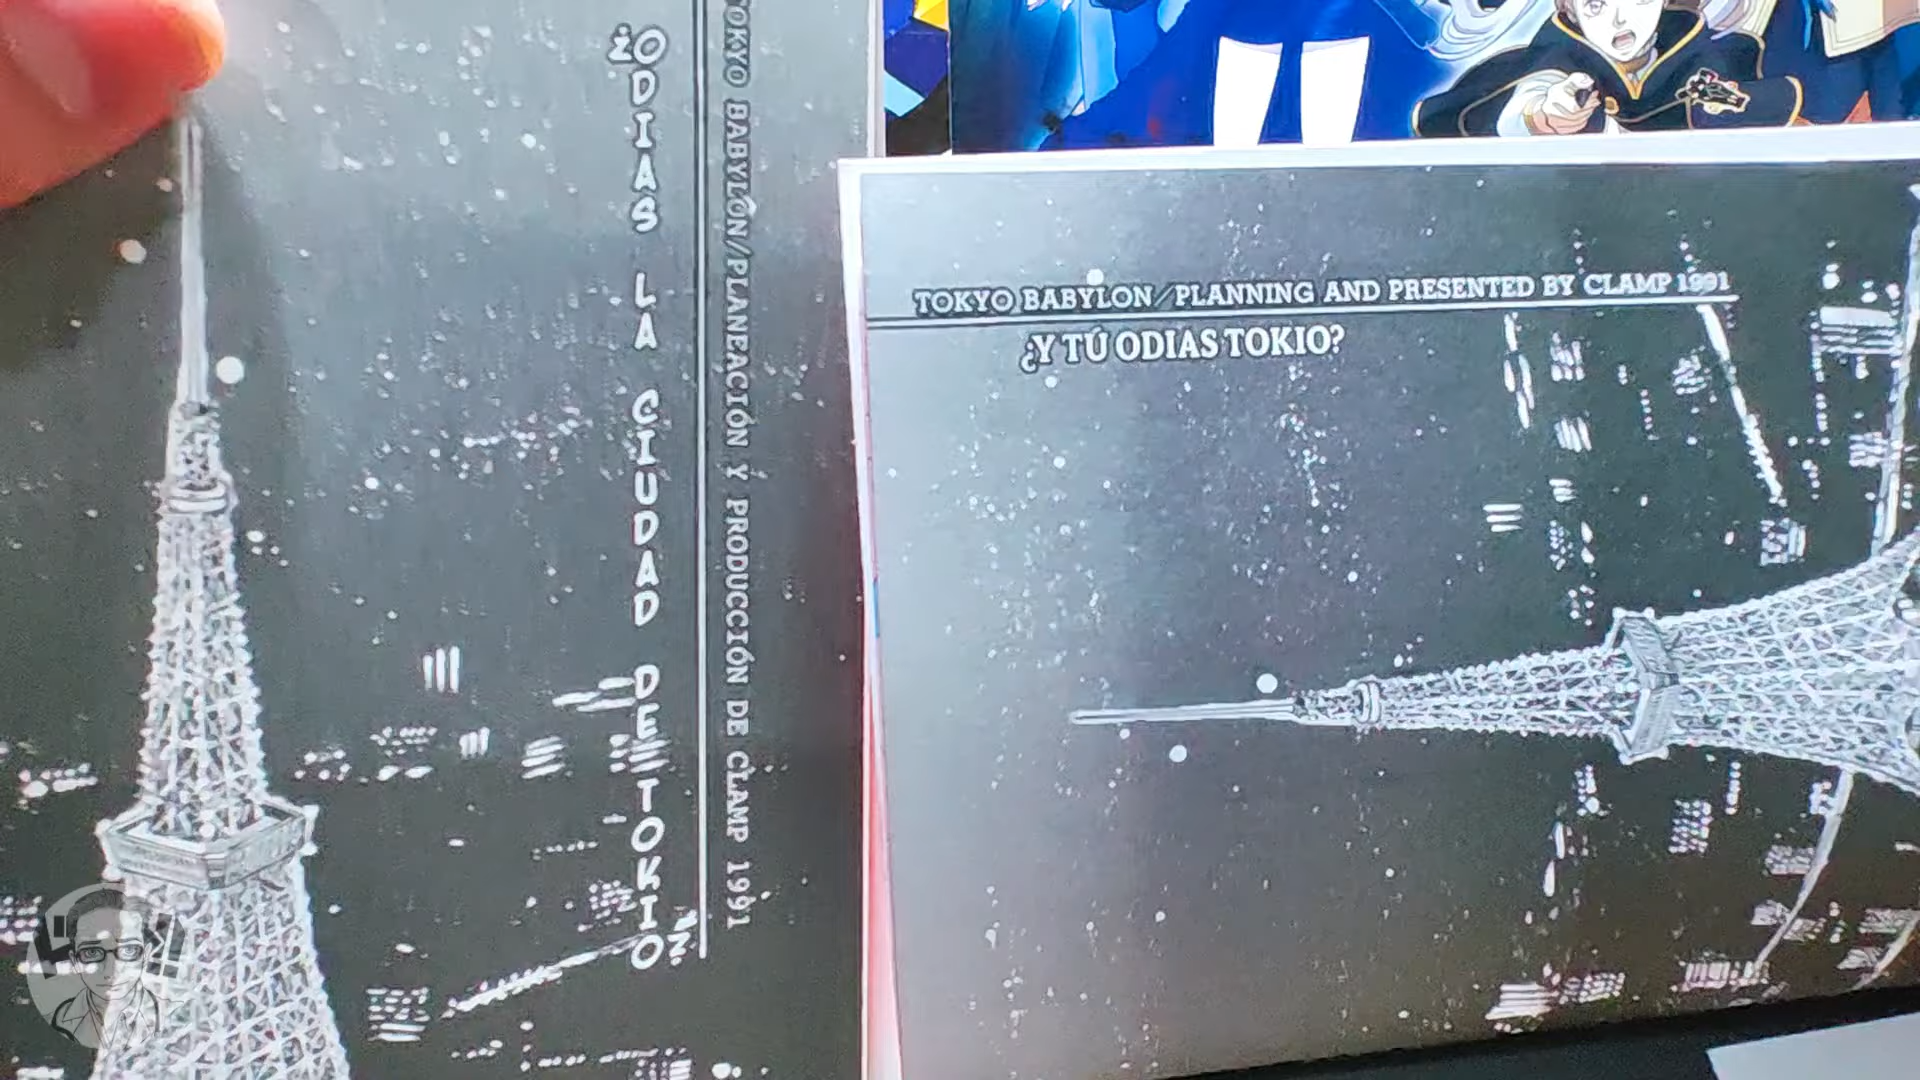 ¿ODIAS LA CIUDAD DE TOKIO?
TOKYO BABYLON/PLANEACIÓN Y PRODUCCIÓN DE CLAMP 1991
TOKYO BABYLON/PLANNING AND PRESENTED BY CLAMP 1991
¿Y TÚ ODIAS TOKIO?